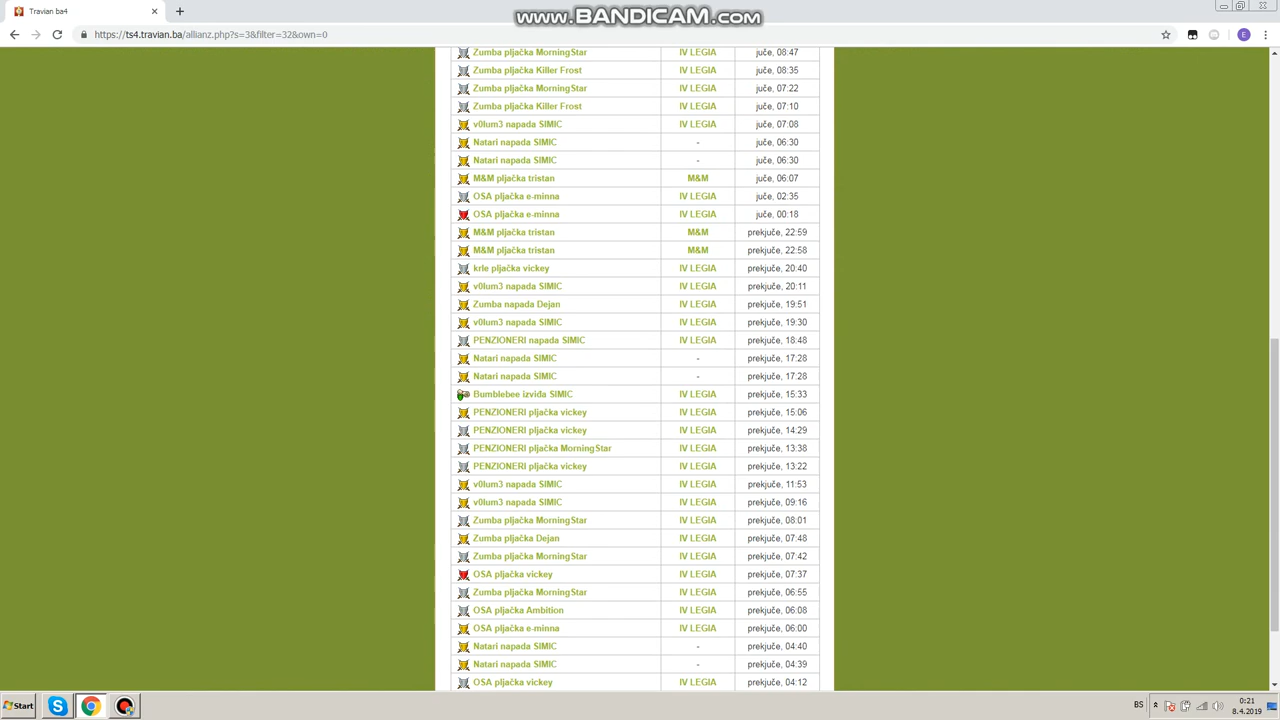 Travian ba4
www.BANDICAM.com
https://ts4.travian.ba/allianz.php?s=3&filter=32&own=0
E
Zumba pljačka MorningStar IV LEGIA juče, 08:47
Zumba pljačka Killer Frost IV LEGIA juče, 08:35
Zumba pljačka MorningStar IV LEGIA juče, 07:22
Zumba pljačka Killer Frost IV LEGIA juče, 07:10
v0lum3 napada SIMIC IV LEGIA juče, 07:08
Natari napada SIMIC - juče, 06:30
Natari napada SIMIC - juče, 06:30
M&M pljačka tristan M&M juče, 06:07
OSA pljačka e-minna IV LEGIA juče, 02:35
OSA pljačka e-minna IV LEGIA juče, 00:18
M&M pljačka tristan M&M prekjuče, 22:59
M&M pljačka tristan M&M prekjuče, 22:58
krle pljačka vickey IV LEGIA prekjuče, 20:40
v0lum3 napada SIMIC IV LEGIA prekjuče, 20:11
Zumba napada Dejan IV LEGIA prekjuče, 19:51
v0lum3 napada SIMIC IV LEGIA prekjuče, 19:30
PENZIONERI napada SIMIC IV LEGIA prekjuče, 18:48
Natari napada SIMIC - prekjuče, 17:28
Natari napada SIMIC - prekjuče, 17:28
Bumblebee izviđa SIMIC IV LEGIA prekjuče, 15:33
PENZIONERI pljačka vickey IV LEGIA prekjuče, 15:06
PENZIONERI pljačka vickey IV LEGIA prekjuče, 14:29
PENZIONERI pljačka MorningStar IV LEGIA prekjuče, 13:38
PENZIONERI pljačka vickey IV LEGIA prekjuče, 13:22
v0lum3 napada SIMIC IV LEGIA prekjuče, 11:53
v0lum3 napada SIMIC IV LEGIA prekjuče, 09:16
Zumba pljačka MorningStar IV LEGIA prekjuče, 08:01
Zumba pljačka Dejan IV LEGIA prekjuče, 07:48
Zumba pljačka MorningStar IV LEGIA prekjuče, 07:42
OSA pljačka vickey IV LEGIA prekjuče, 07:37
Zumba pljačka MorningStar IV LEGIA prekjuče, 06:55
OSA pljačka Ambition IV LEGIA prekjuče, 06:08
OSA pljačka e-minna IV LEGIA prekjuče, 06:00
Natari napada SIMIC - prekjuče, 04:40
Natari napada SIMIC - prekjuče, 04:39
OSA pljačka vickey IV LEGIA prekjuče, 04:12
Start
BS
0:21
8.4.2019